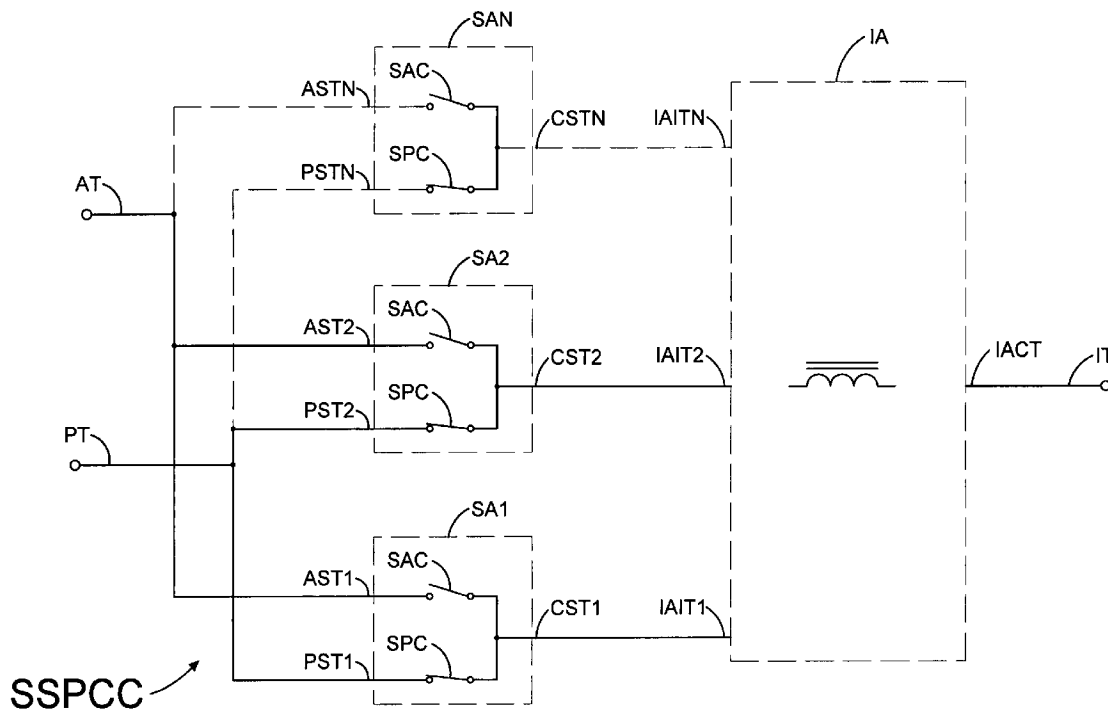 SAN
IA
SAC
ASTN
CSTN
IAITN
SPC
PSTN
AT
SA2
SAC
AST2
CST2
IAIT2
IACT
IT
SPC
PST2
PT
SA1
SAC
AST1
CST1
IAIT1
SPC
PST1
SSPCC